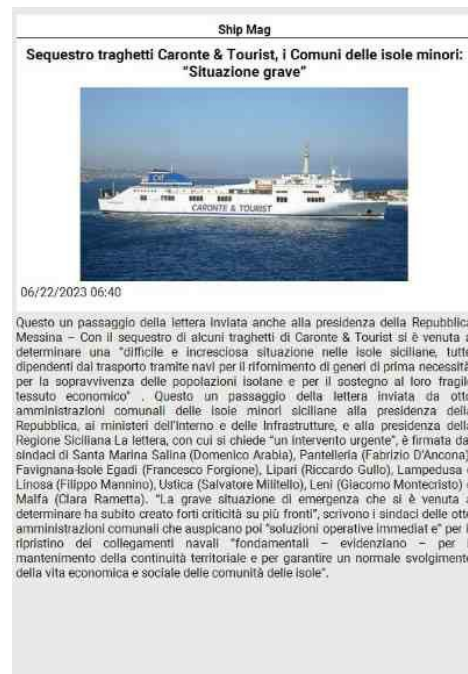 Ship Mag
Sequestro traghetti Caronte & Tourist, i Comuni delle isole minori:
"Situazione grave"
C&T
CARONTE & TOURIST
06/22/2023 06:40
Questo un passaggio della lettera inviata anche alla presidenza della Repubblica
Messina – Con il sequestro di alcuni traghetti di Caronte & Tourist si è venuta a
determinare una "difficile e incresciosa situazione nelle isole siciliane, tutte
dipendenti dal trasporto tramite navi per il rifornimento di generi di prima necessità,
per la sopravvivenza delle popolazioni isolane e per il sostegno al loro fragile
tessuto economico" . Questo un passaggio della lettera inviata da otto
amministrazioni comunali delle isole minori siciliane alla presidenza della
Repubblica, ai ministeri dell'Interno e delle Infrastrutture, e alla presidenza della
Regione Siciliana La lettera, con cui si chiede "un intervento urgente", è firmata dai
sindaci di Santa Marina Salina (Domenico Arabia), Pantelleria (Fabrizio D'Ancona),
Favignana-Isole Egadi (Francesco Forgione), Lipari (Riccardo Gullo), Lampedusa e
Linosa (Filippo Mannino), Ustica (Salvatore Militello), Leni (Giacomo Montecristo) e
Malfa (Clara Rametta). "La grave situazione di emergenza che si è venuta a
determinare ha subito creato forti criticità su più fronti", scrivono i sindaci delle otto
amministrazioni comunali che auspicano poi "soluzioni operative immediat e" per il
ripristino dei collegamenti navali "fondamentali – evidenziano – per il
mantenimento della continuità territoriale e per garantire un normale svolgimento
della vita economica e sociale delle comunità delle isole".